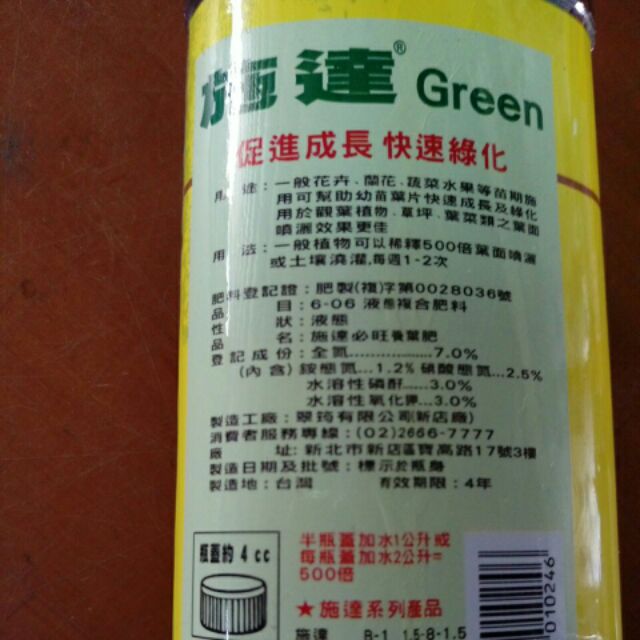 施達® Green
促進成長 快速綠化
用途：一般花卉、蘭花、蔬菜水果等苗期施
用可幫助幼苗葉片快速成長及綠化
用於觀葉植物、草坪、葉菜類之葉面
噴灑效果更佳
用法：一般植物可以稀釋500倍葉面噴灑
或土壤澆灌,每週1-2次
肥料登記證：肥製(複)字第0028036號
品目：6-06 液態複合肥料
性狀：液態
品名：施達必旺養葉肥
登記成份：全氮..................7.0%
(內含) 銨態氮...1.2% 硝酸態氮...2.5%
水溶性磷酐......3.0%
水溶性氧化鉀...3.0%
製造工廠：翠筠有限公司(新店廠)
消費者服務專線：(02)2666-7777
廠址：新北市新店區寶高路17號3樓
製造日期及批號：標示於瓶身
製造地：台灣 有效期限：4年
瓶蓋約 4 cc
半瓶蓋加水1公升或
每瓶蓋加水2公升=
500倍
★施達系列產品
施達 B-1 1.5-8-1.5
010246